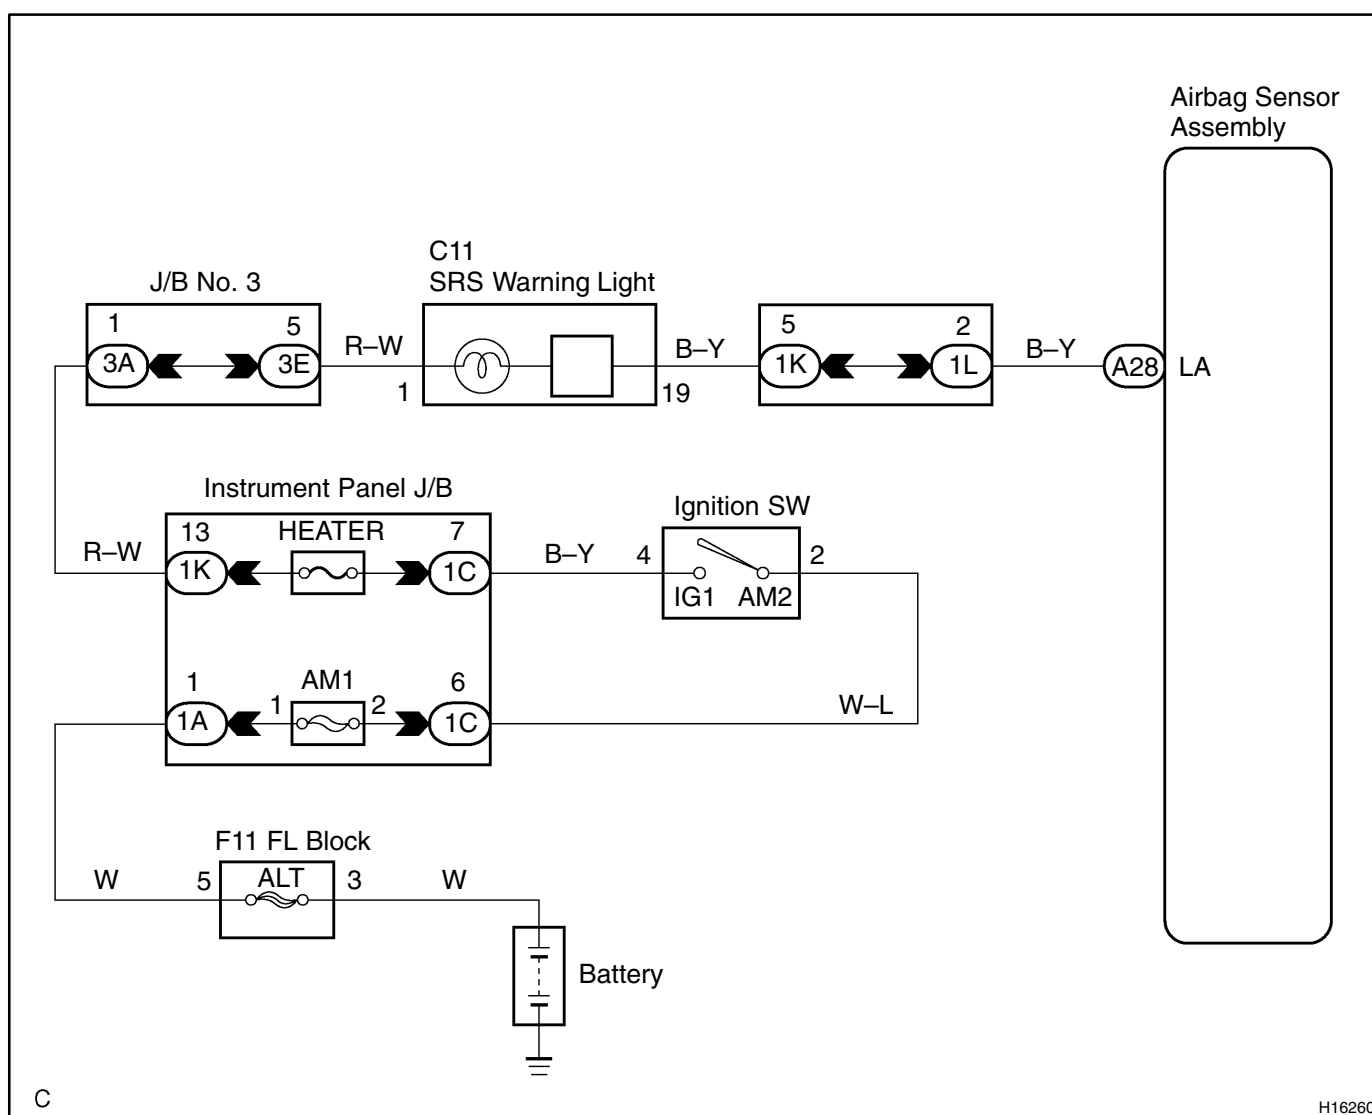 Airbag Sensor
Assembly
C11
SRS Warning Light
J/B No. 3
1
5
5
2
R–W
B–Y
B–Y
3A
3E
1K
1L
A28
LA
1
19
Instrument Panel J/B
Ignition SW
13
HEATER
7
R–W
B–Y
4
2
1K
1C
IG1
AM2
1
AM1
6
1
2
W–L
1A
1C
F11 FL Block
W
5
ALT
3
W
Battery
C
H16260